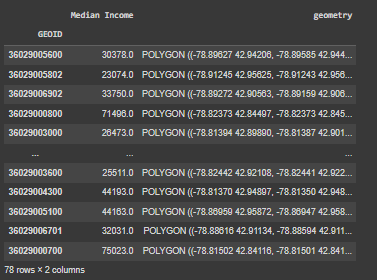 Median Income geometry
GEOID
36029005600 30378.0 POLYGON ((-78.89627 42.94206, -78.89585 42.944...
36029005802 23074.0 POLYGON ((-78.91245 42.95625, -78.91243 42.956...
36029006902 33750.0 POLYGON ((-78.89272 42.90563, -78.89159 42.906...
36029000800 71496.0 POLYGON ((-78.82373 42.84497, -78.82373 42.845...
36029003000 26473.0 POLYGON ((-78.81394 42.89890, -78.81387 42.901...
... ... ...
36029003600 25511.0 POLYGON ((-78.82442 42.92108, -78.82441 42.922...
36029004300 44193.0 POLYGON ((-78.81370 42.94897, -78.81350 42.948...
36029005100 44163.0 POLYGON ((-78.86959 42.95872, -78.86947 42.958...
36029006701 32031.0 POLYGON ((-78.88616 42.91134, -78.88594 42.911...
36029000700 75023.0 POLYGON ((-78.81502 42.84116, -78.81501 42.841...
78 rows × 2 columns